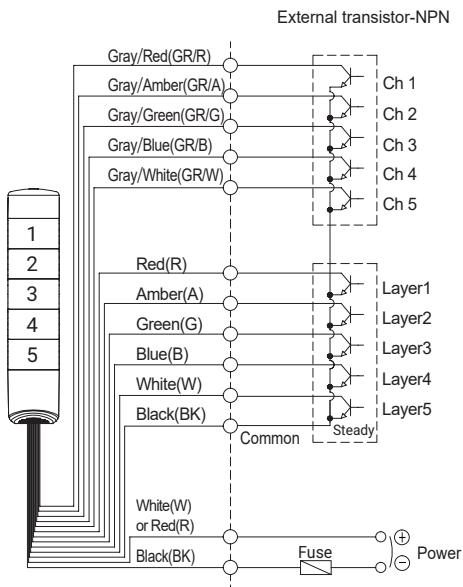 External transistor-NPN
Gray/Red(GR/R)
Ch 1
Gray/Amber(GR/A)
Ch 2
Gray/Green(GR/G)
Ch 3
Gray/Blue(GR/B)
Ch 4
Gray/White(GR/W)
Ch 5
1
2
3
4
5
Red(R)
Layer1
Amber(A)
Layer2
Green(G)
Layer3
Blue(B)
Layer4
White(W)
Layer5
Black(BK)
Common
Steady
White(W)
or Red(R)
+
Power
Black(BK)
Fuse
−